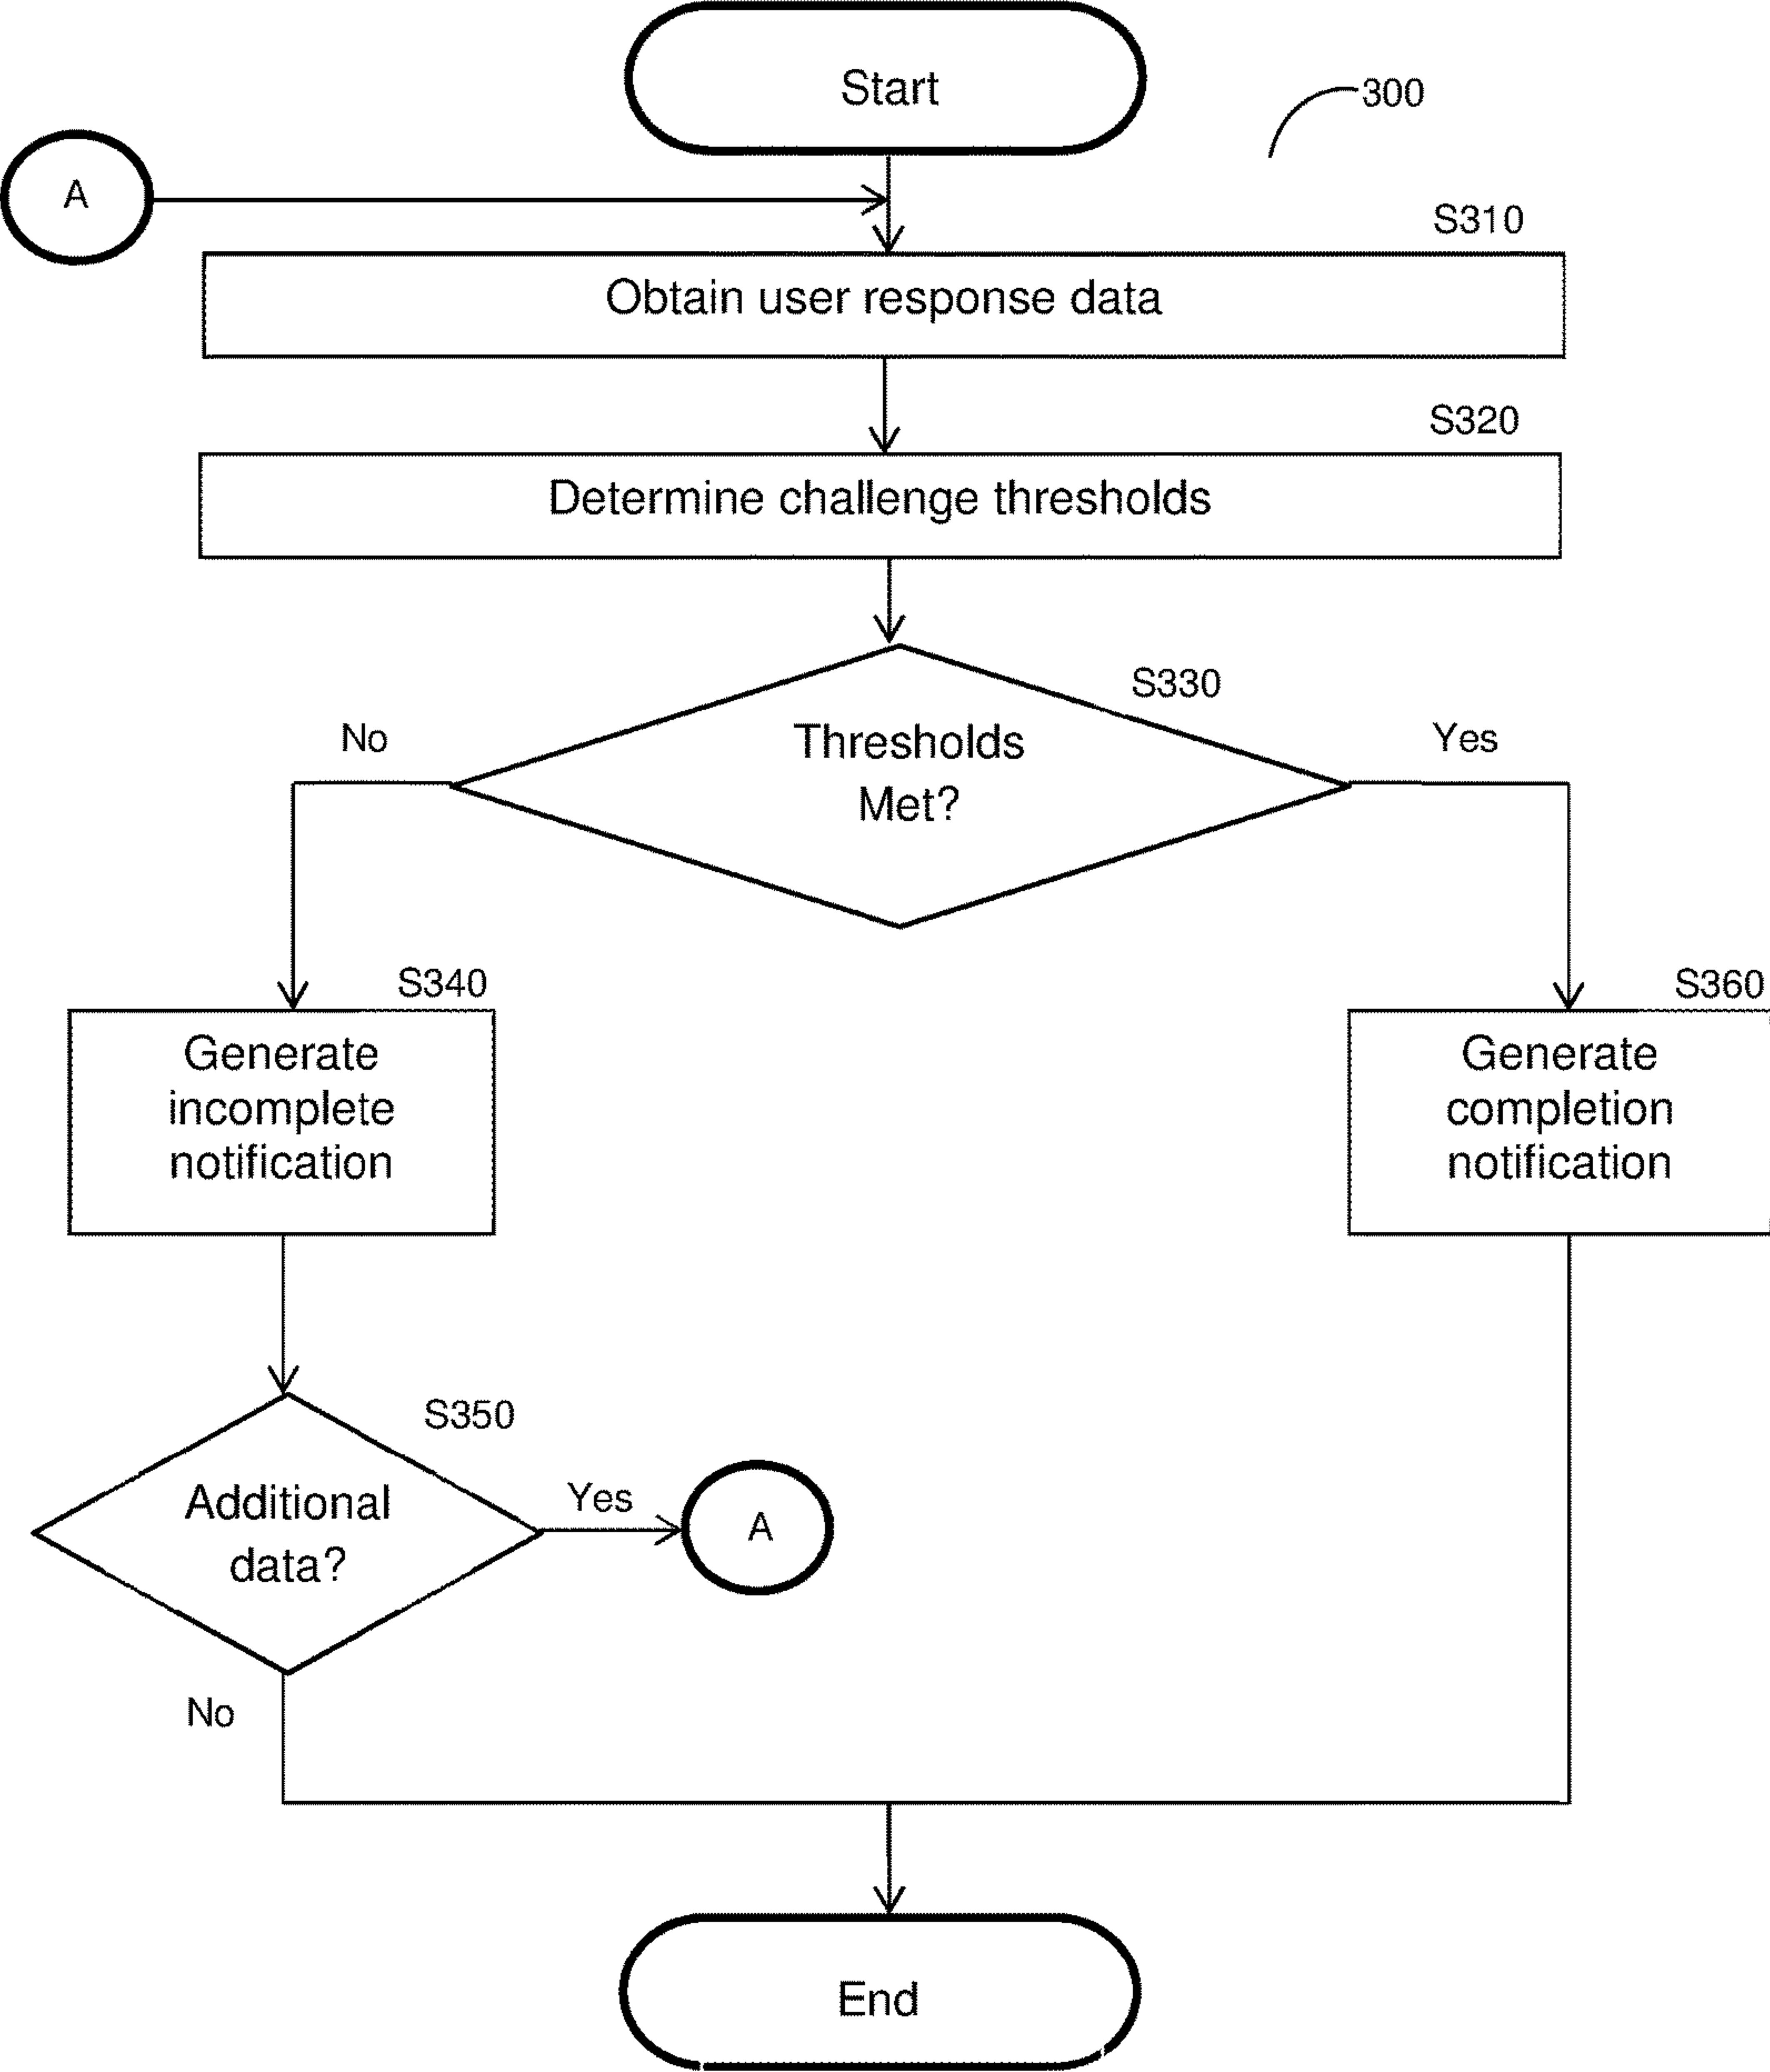 Start
300
A
S310
Obtain user response data
S320
Determine challenge thresholds
S330
No
Thresholds
Met?
Yes
S340
S360
Generate
incomplete
notification
Generate
completion
notification
S350
Additional
data?
Yes
A
No
End